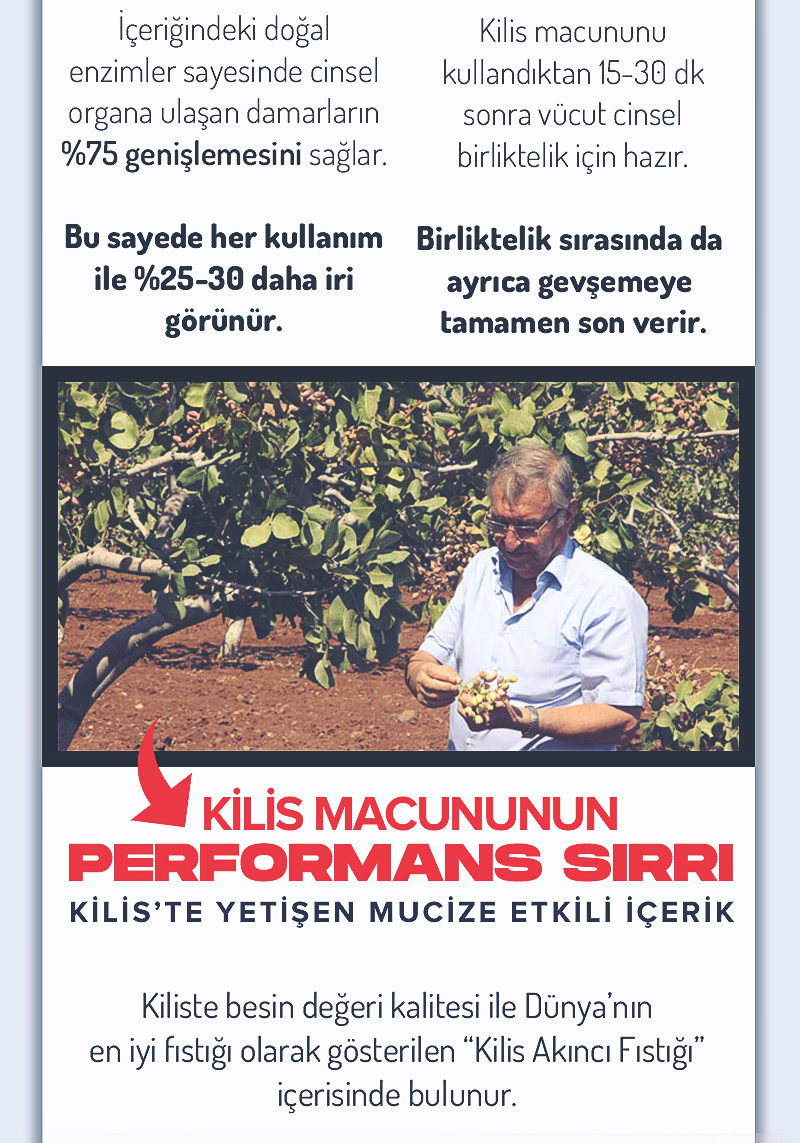 İçeriğindeki doğal
enzimler sayesinde cinsel
organa ulaşan damarların
%75 genişlemesini sağlar.
Bu sayede her kullanım
ile %25-30 daha iri
görünür.
Kilis macununu
kullandıktan 15-30 dk
sonra vücut cinsel
birliktelik için hazır.
Birliktelik sırasında da
ayrıca gevşemeye
tamamen son verir.
KİLİS MACUNUNUN
PERFORMANS SIRRI
KİLİS'TE YETİŞEN MUCİZE ETKİLİ İÇERİK
Kiliste besin değeri kalitesi ile Dünya'nın
en iyi fıstığı olarak gösterilen "Kilis Akıncı Fıstığı"
içerisinde bulunur.